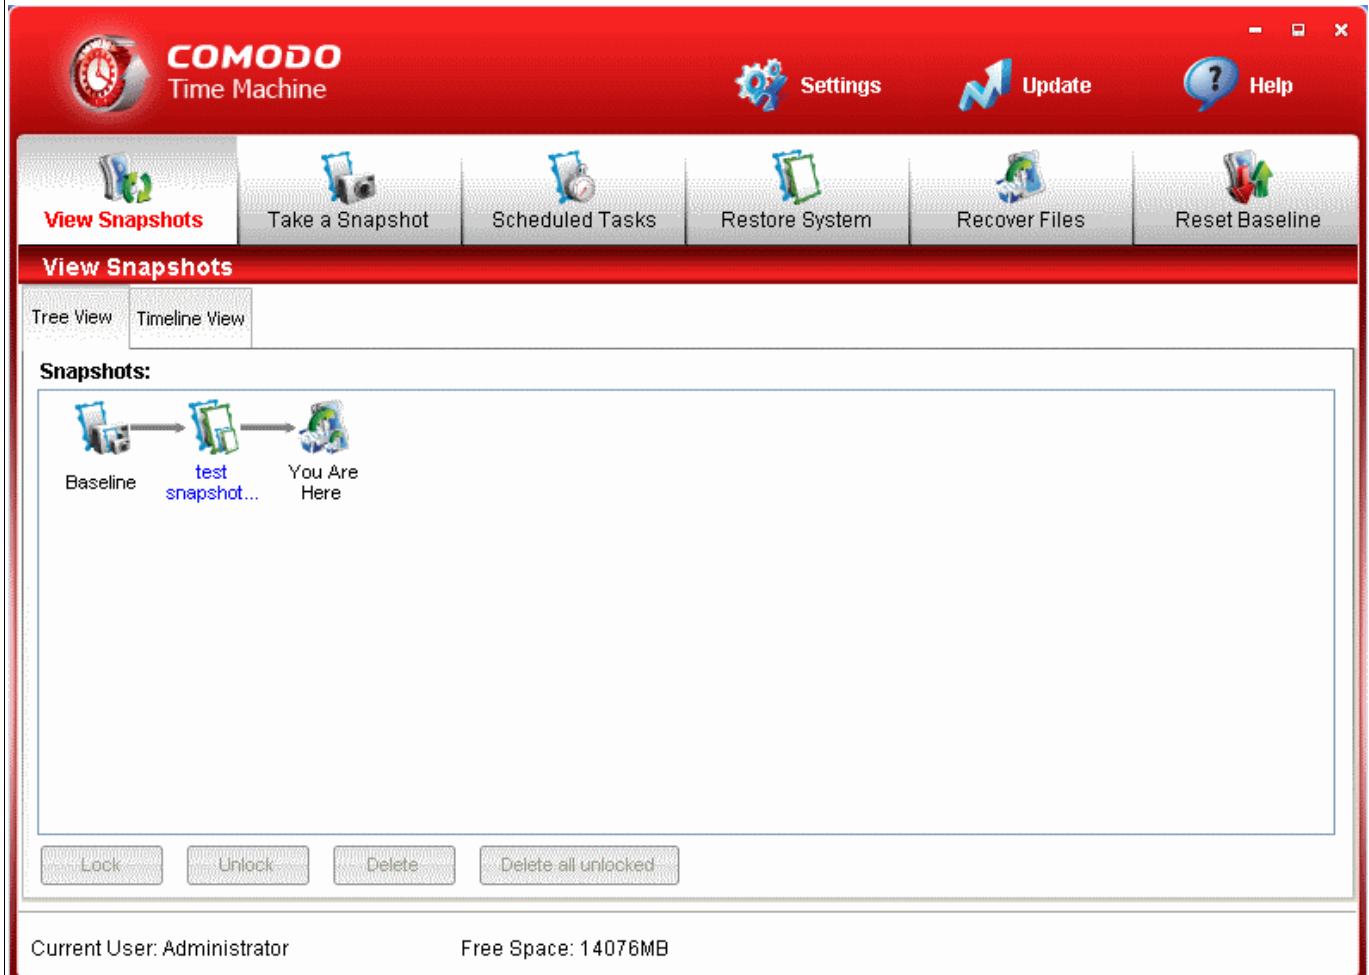 COMODO
Time Machine
Settings
Update
? Help
View Snapshots
Take a Snapshot
Scheduled Tasks
Restore System
Recover Files
Reset Baseline
View Snapshots
Tree View
Timeline View
Snapshots:
Baseline
test
snapshot...
You Are
Here
Lock
Unlock
Delete
Delete all unlocked
Current User: Administrator
Free Space: 14076MB